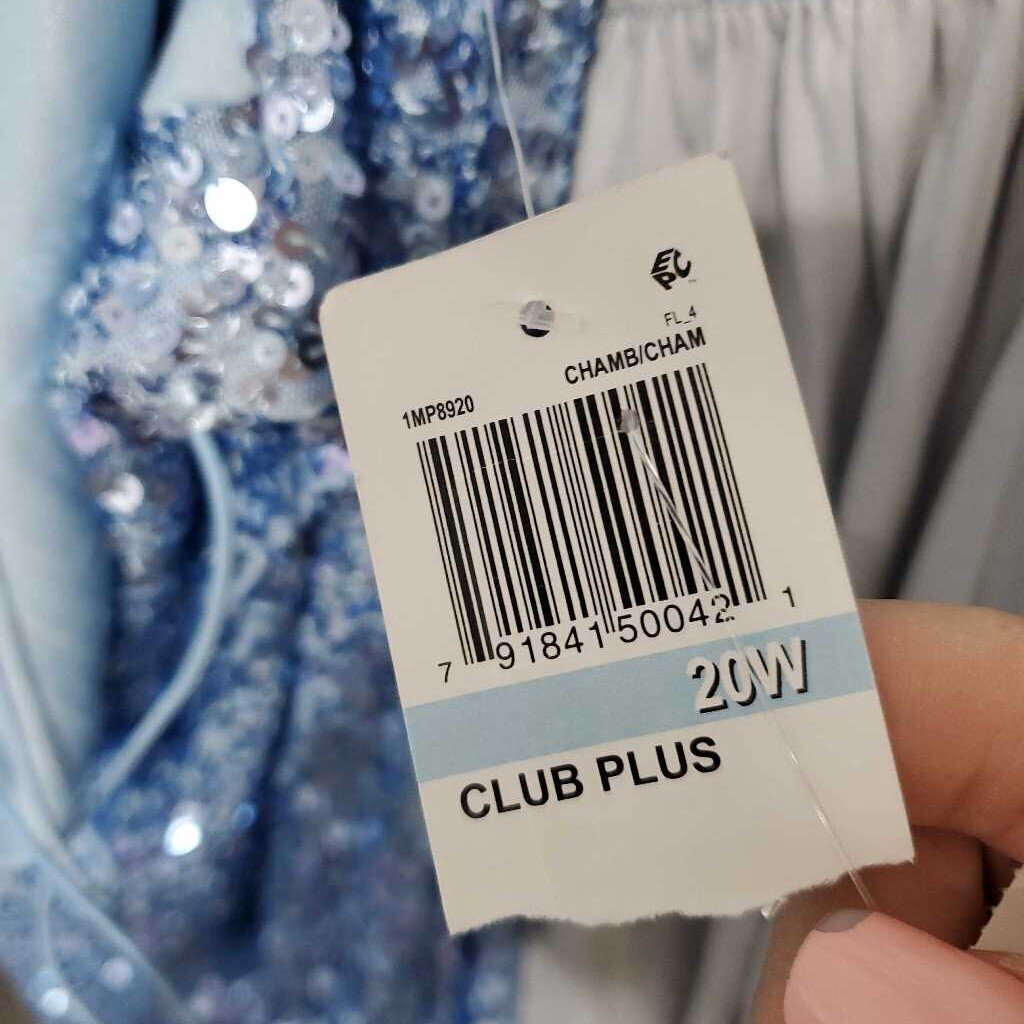 EPC
FL_4
CHAMB/CHAM
1MP8920
7 91841 50042 1
20W
CLUB PLUS